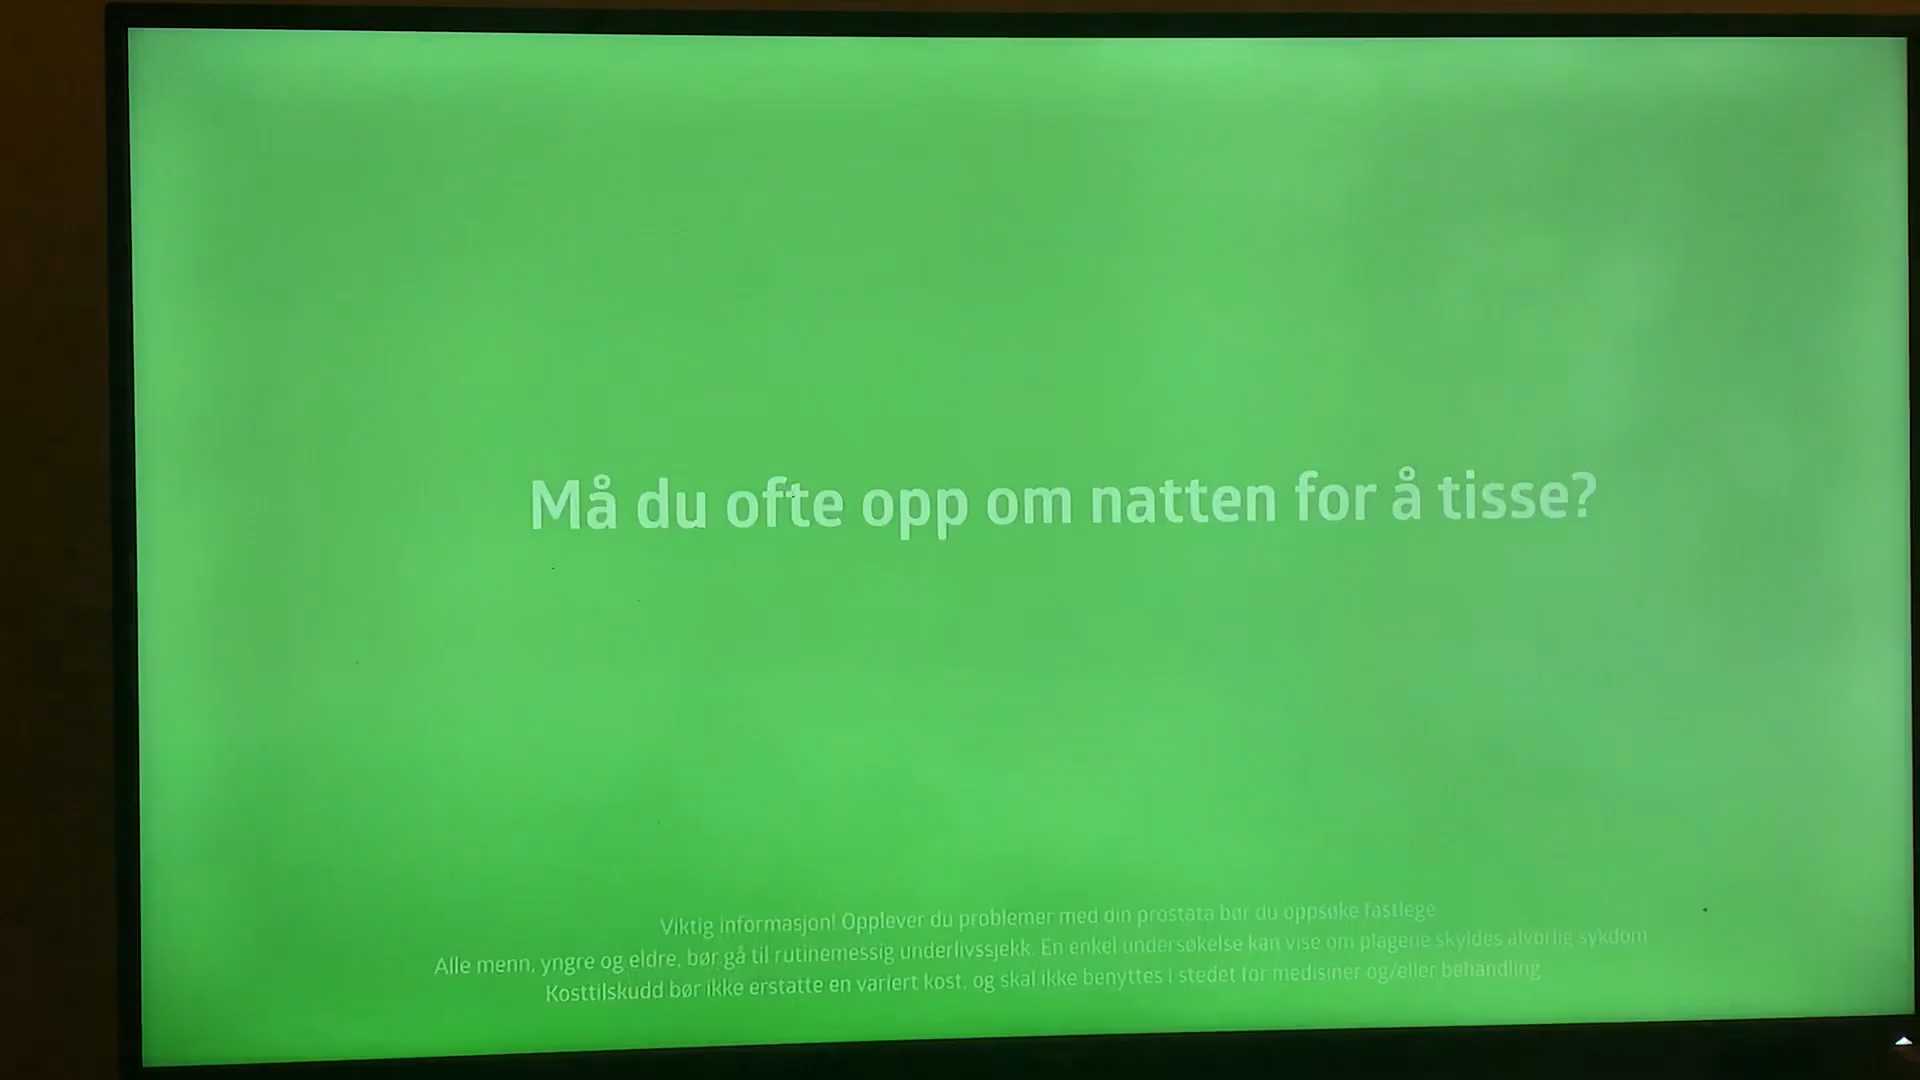 Må du ofte opp om natten for å tisse?
Viktig informasjon! Opplever du problemer med din prostata bør du oppsøke fastlege
Alle menn, yngre og eldre, bør gå til rutinemessig underlivssjekk. En enkel undersøkelse kan vise om plagene skyldes alvorlig sykdom
Kosttilskudd bør ikke erstatte en variert kost, og skal ikke benyttes i stedet for medisiner og/eller behandling